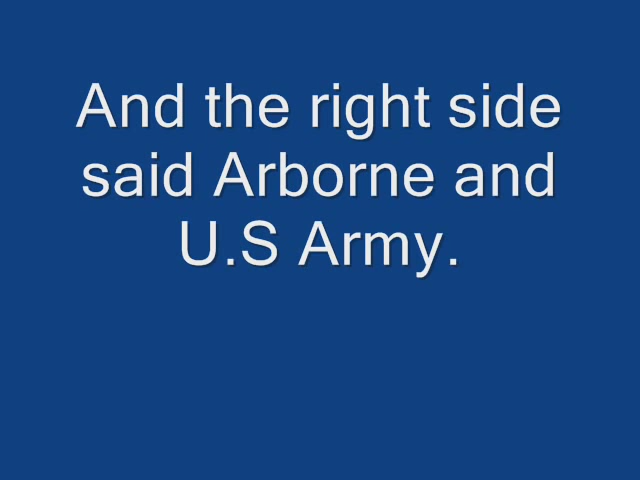 And the right side
said Arborne and
U.S Army.